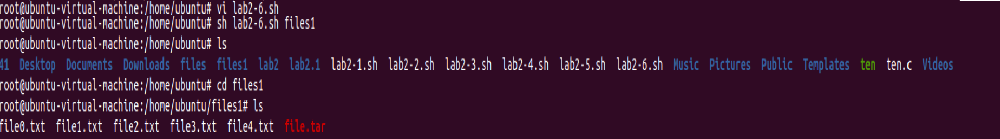 root@ubuntu-virtual-machine:/home/ubuntu# vi lab2-6.sh
root@ubuntu-virtual-machine:/home/ubuntu# sh lab2-6.sh files1
root@ubuntu-virtual-machine:/home/ubuntu# ls
41 Desktop Documents Downloads files files1 lab2 lab2.1 lab2-1.sh lab2-2.sh lab2-3.sh lab2-4.sh lab2-5.sh lab2-6.sh Music Pictures Public Templates ten ten.c Videos
root@ubuntu-virtual-machine:/home/ubuntu# cd files1
root@ubuntu-virtual-machine:/home/ubuntu/files1# ls
file0.txt file1.txt file2.txt file3.txt file4.txt file.tar